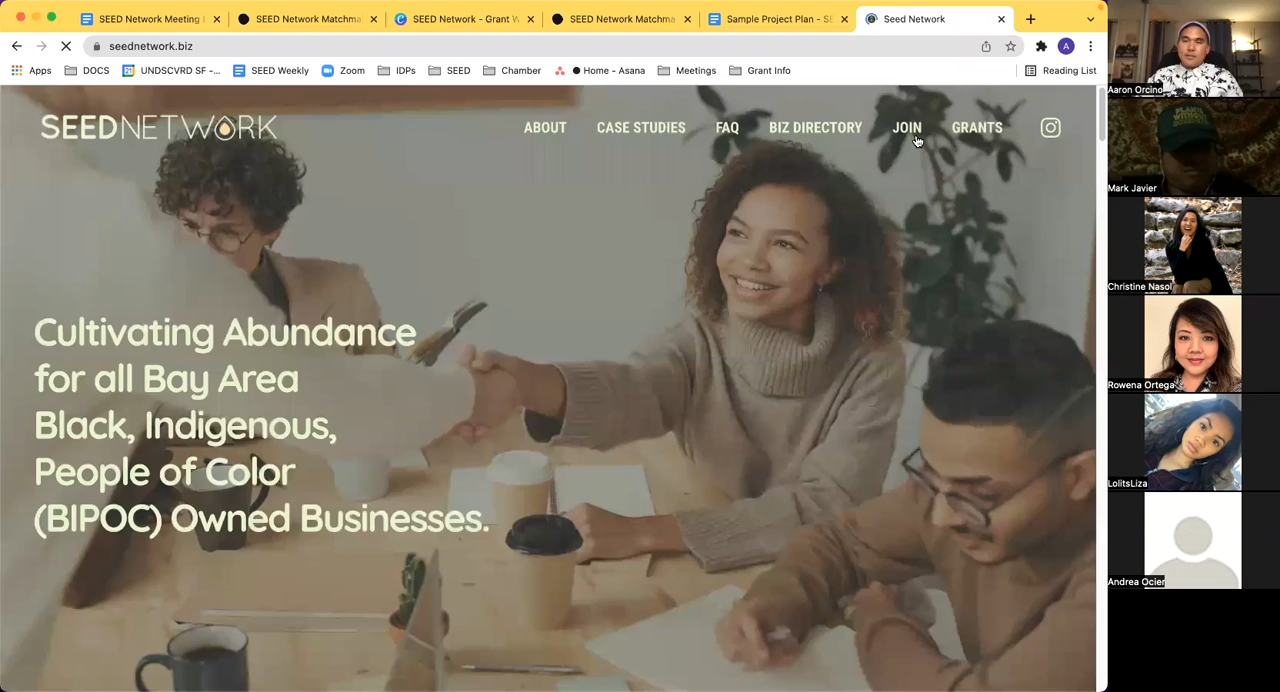 SEED Network Meeting
SEED Network Matchma
SEED Network - Grant W
SEED Network Matchma
Sample Project Plan - SE
Seed Network
seednetwork.biz
A
Apps
DOCS
UNDSCVRD SF -...
SEED Weekly
Zoom
IDPs
SEED
Chamber
Home - Asana
Meetings
Grant Info
Reading List
SEEDNETWORK
ABOUT
CASE STUDIES
FAQ
BIZ DIRECTORY
JOIN
GRANTS
Cultivating Abundance
for all Bay Area
Black, Indigenous,
People of Color
(BIPOC) Owned Businesses.
Aaron Orcino
Mark Javier
Christine Nasol
Rowena Ortega
LolitsLiza
Andrea Ocier